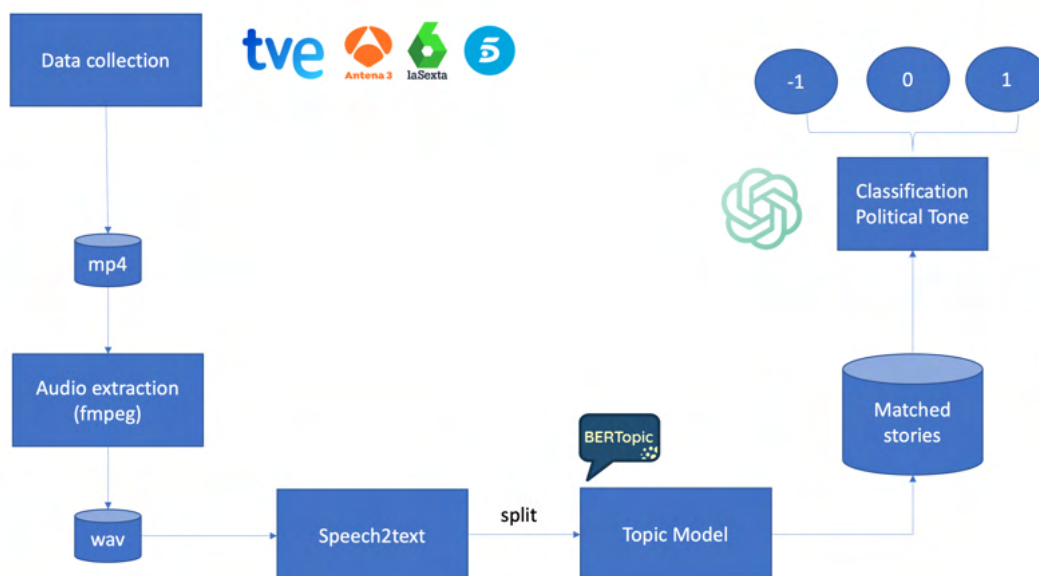 Data collection
tve
Antena 3
laSexta
5
-1
0
1
Classification
Political Tone
mp4
Audio extraction
(fmpeg)
Matched
stories
BERTopic
wav
Speech2text
split
Topic Model